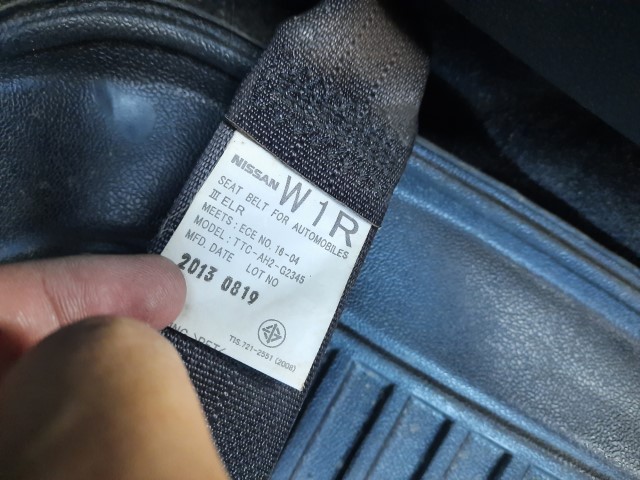 NISSAN W1R
SEAT BELT FOR AUTOMOBILES
III ELR
MEETS: ECE NO. 16-04
MODEL: TTC-AH2-G2345
MFD. DATE LOT NO
2013 0819
TIS.721-2551 (2008)